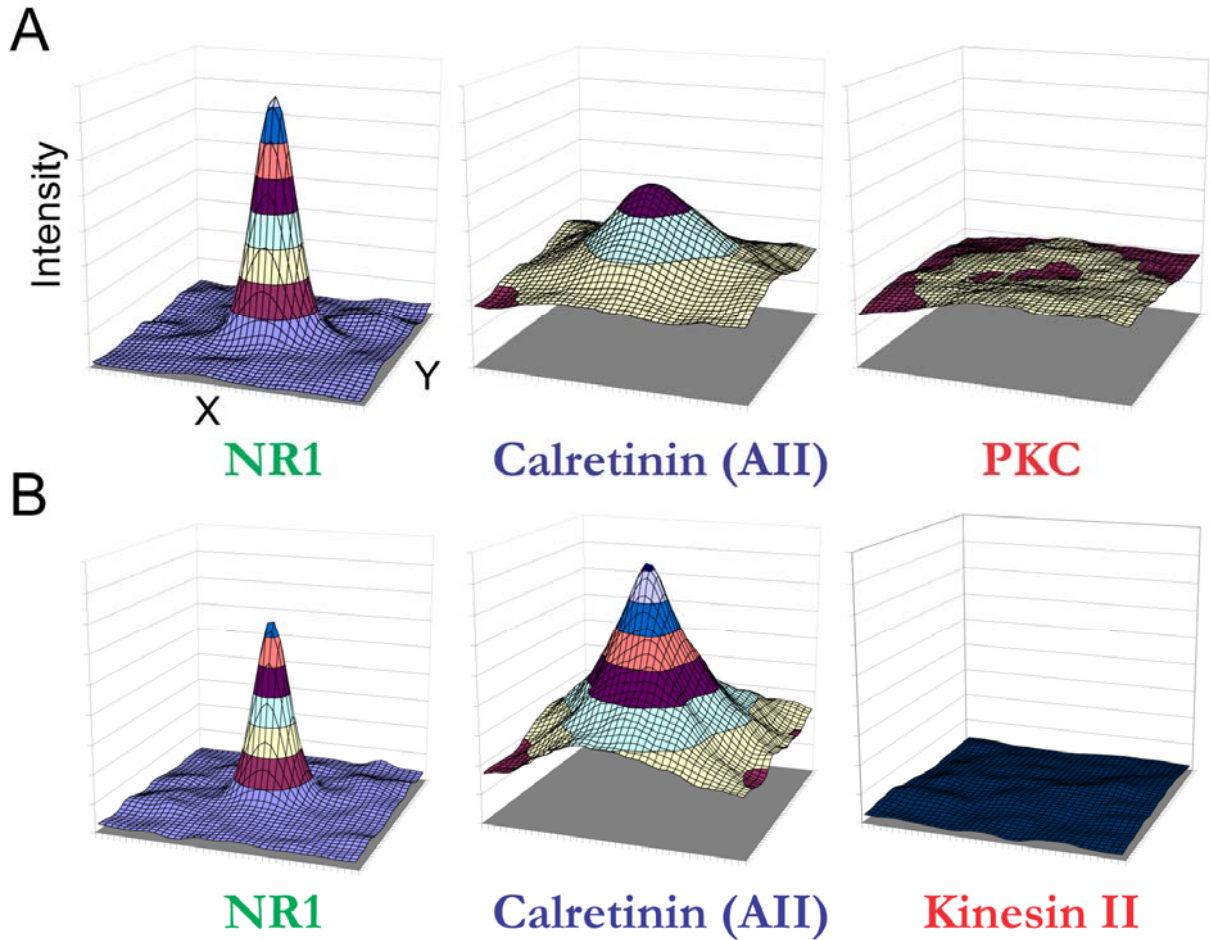 A
Intensity
X
Y
NR1 Calretinin (AII) PKC
B
NR1 Calretinin (AII) Kinesin II